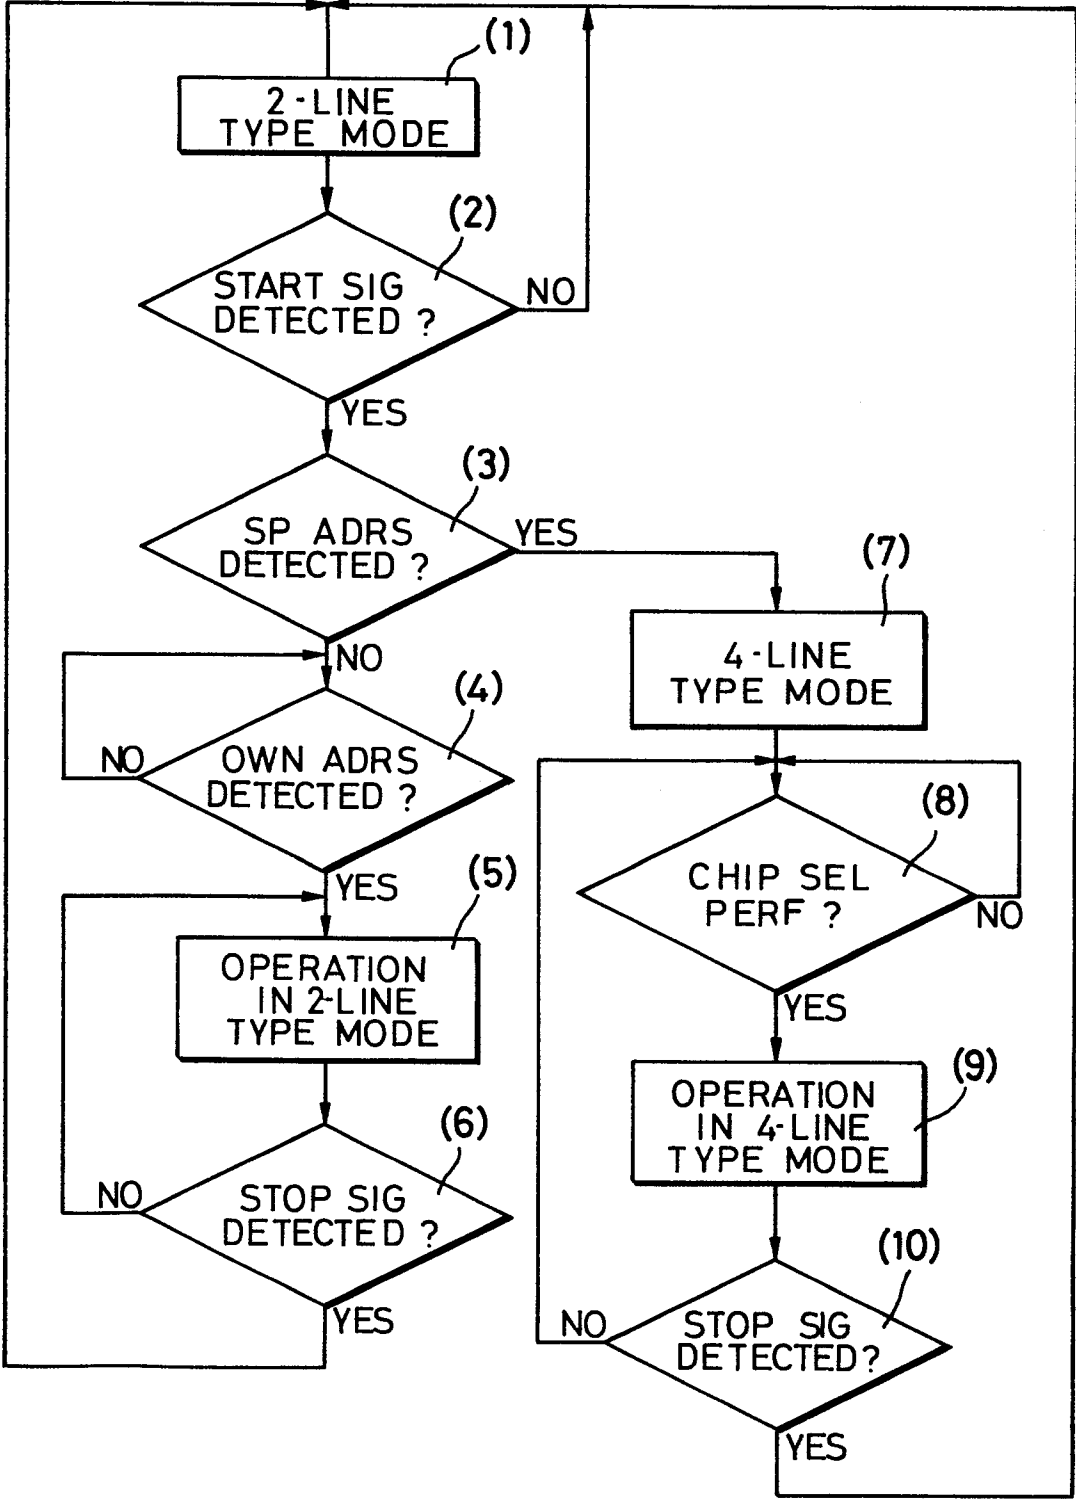 (1)
2-LINE
TYPE MODE
(2)
START SIG
DETECTED ?
NO
YES
(3)
SP ADRS
DETECTED ?
YES
NO
(4)
OWN ADRS
DETECTED ?
NO
YES
(5)
OPERATION
IN 2-LINE
TYPE MODE
(6)
STOP SIG
DETECTED ?
NO
YES
(7)
4-LINE
TYPE MODE
(8)
CHIP SEL
PERF ?
NO
YES
(9)
OPERATION
IN 4-LINE
TYPE MODE
(10)
STOP SIG
DETECTED?
NO
YES